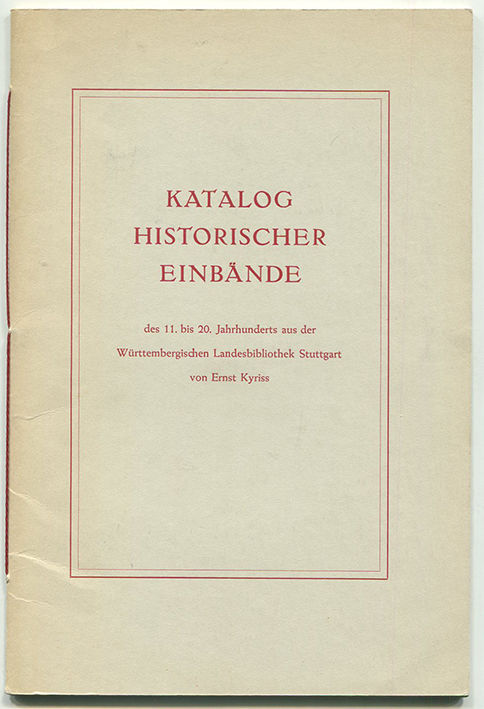 KATALOG
HISTORISCHER
EINBÄNDE
des 11. bis 20. Jahrhunderts aus der
Württembergischen Landesbibliothek Stuttgart
von Ernst Kyriss